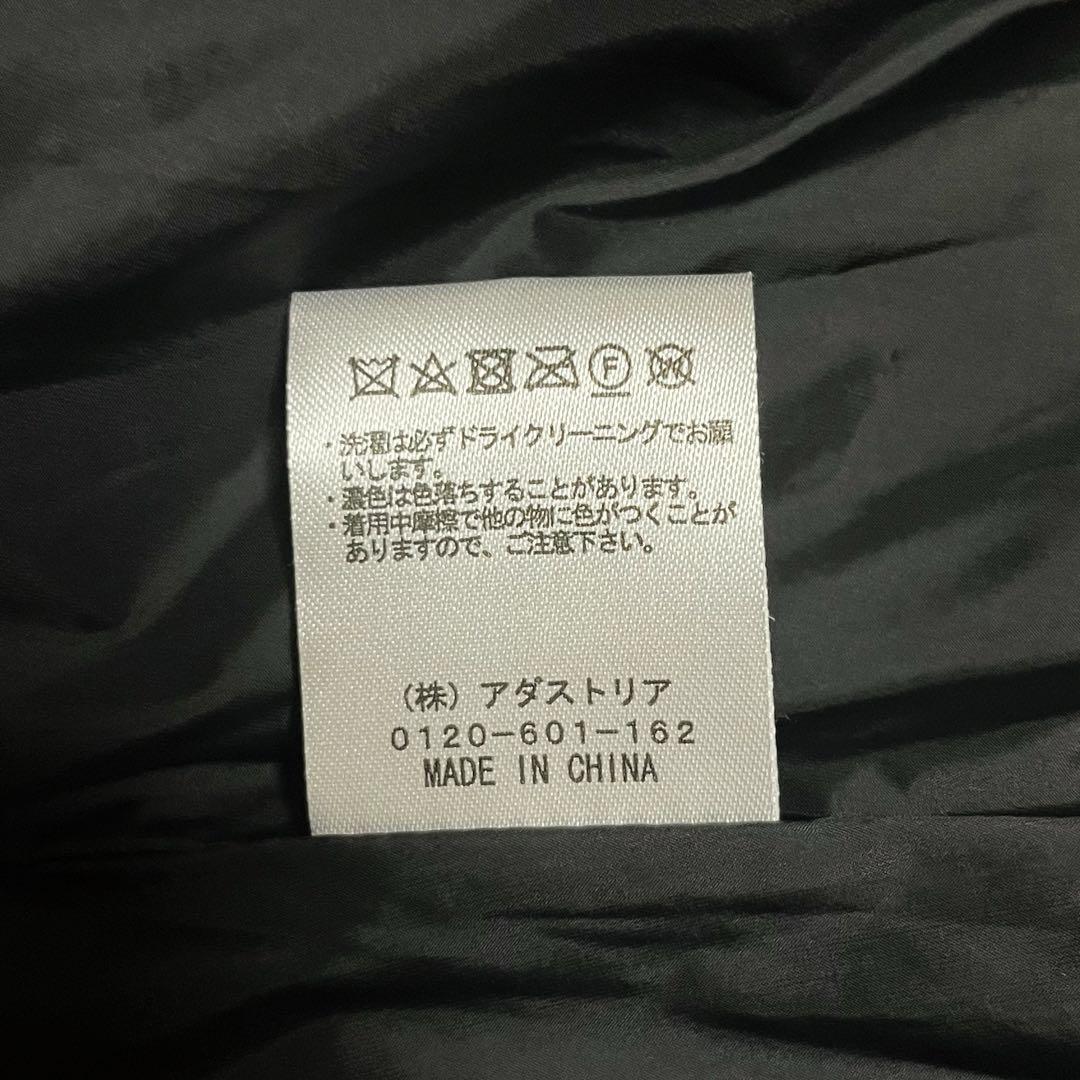 F W
・洗濯は必ずドライクリーニングでお願
いします。
・濃色は色落ちすることがあります。
・着用中摩擦で他の物に色がつくことが
ありますので、ご注意下さい。
（株）アダストリア
0120-601-162
MADE IN CHINA